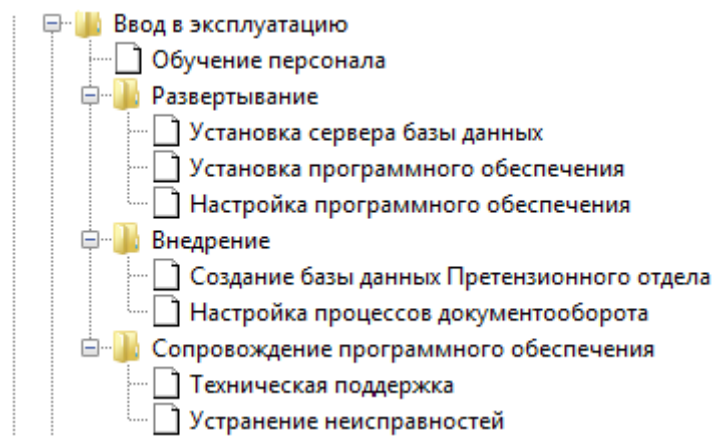 Ввод в эксплуатацию
Обучение персонала
Развертывание
Установка сервера базы данных
Установка программного обеспечения
Настройка программного обеспечения
Внедрение
Создание базы данных Претензионного отдела
Настройка процессов документооборота
Сопровождение программного обеспечения
Техническая поддержка
Устранение неисправностей